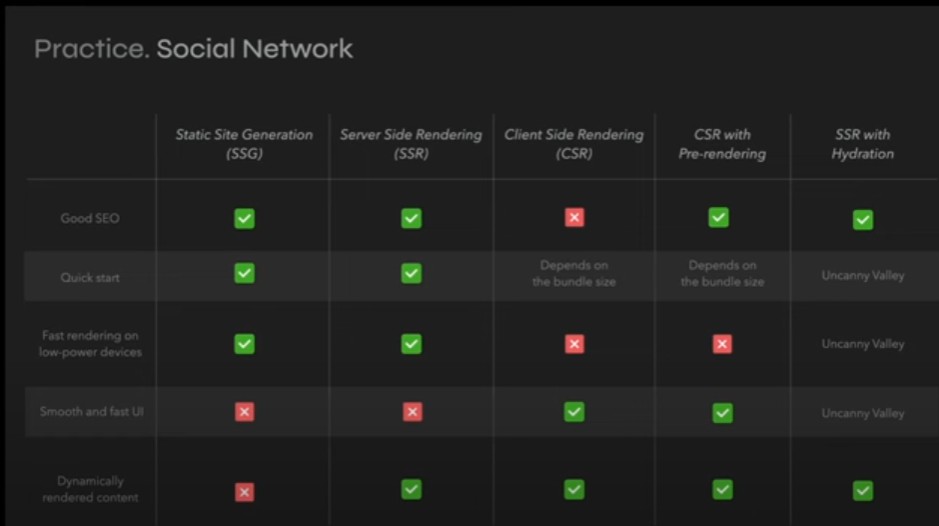 Practice. Social Network
Static Site Generation
(SSG)
Server Side Rendering
(SSR)
Client Side Rendering
(CSR)
CSR with
Pre-rendering
SSR with
Hydration
Good SEO
Quick start
Depends on
the bundle size
Depends on
the bundle size
Uncanny Valley
Fast rendering on
low-power devices
Uncanny Valley
Smooth and fast UI
Uncanny Valley
Dynamically
rendered content